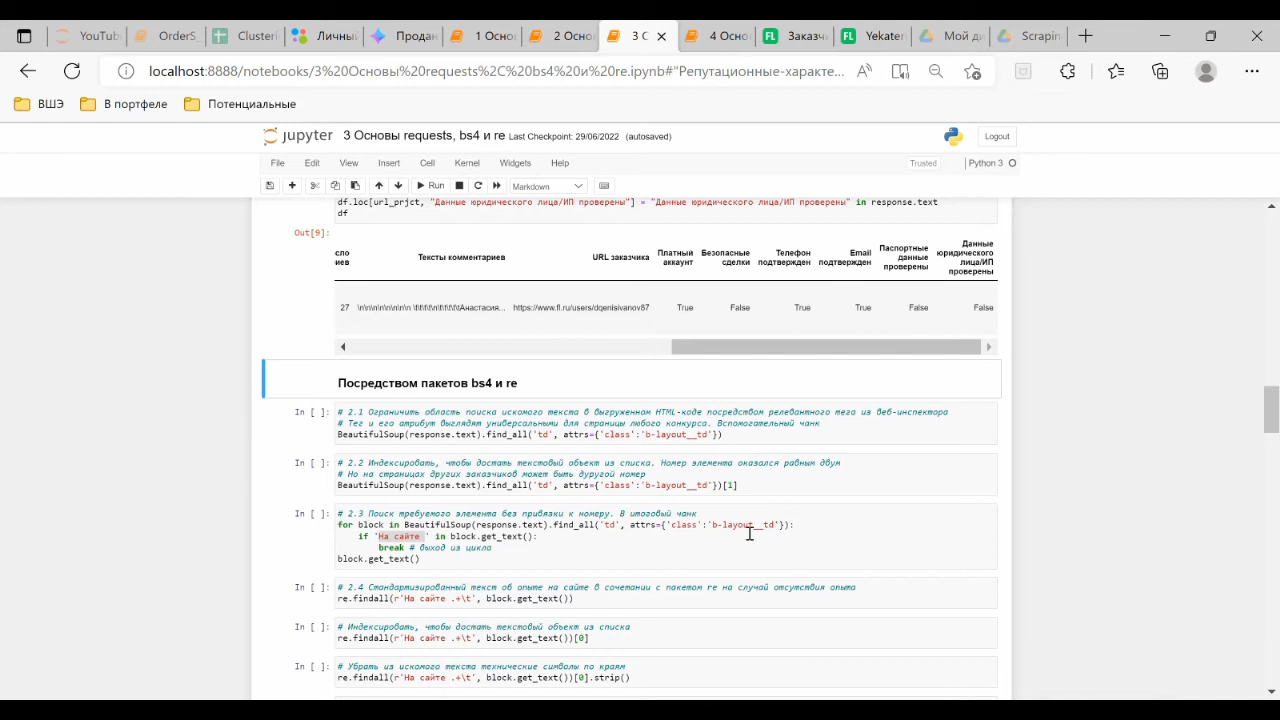 YouTub
OrderS
Clusteri
Личный
Продан
1 Осно
2 Осно
3 С
4 Осно
FL Заказч
FL Yekater
Мой ди
Scrapin
localhost:8888/notebooks/3%20Основы%20requests%2C%20bs4%20и%20re.ipynb#"Репутационные-характе...
ВШЭ
В портфеле
Потенциальные
jupyter 3 Основы requests, bs4 и re Last Checkpoint: 29/06/2022 (autosaved)
Logout
File Edit View Insert Cell Kernel Widgets Help
Trusted
Python 3
Run
Markdown
df.loc[url_prjct, "Данные юридического лица/ИП проверены"] = "Данные юридического лица/ИП проверены" in response.text
df
Out[9]:
сло
иев
Тексты комментариев
URL заказчика
Платный
аккаунт
Безопасные
сделки
Телефон
подтвержден
Email
подтвержден
Паспортные
данные
проверены
Данные
юридического
лица/ИП
проверены
27 \n\n\n\n\n\n\n \t\t\t\t\n\t\t\t\t\tАнастасия... https://www.fl.ru/users/dqenisivanov87 True False True True False False
Посредством пакетов bs4 и re
In [ ]: # 2.1 Ограничить область поиска искомого текста в выгруженном HTML-коде посредством релевантного тега из веб-инспектора
# Тег и его атрибут выглядят универсальными для страницы любого конкурса. Вспомогательный чанк
BeautifulSoup(response.text).find_all('td', attrs={'class':'b-layout__td'})
In [ ]: # 2.2 Индексировать, чтобы достать текстовый объект из списка. Номер элемента оказался равным двум
# Но на страницах других заказчиков может быть дуругой номер
BeautifulSoup(response.text).find_all('td', attrs={'class':'b-layout__td'})[1]
In [ ]: # 2.3 Поиск требуемого элемента без привязки к номеру. В итоговый чанк
for block in BeautifulSoup(response.text).find_all('td', attrs={'class':'b-layout__td'}):
if 'На сайте ' in block.get_text():
break # выход из цикла
block.get_text()
In [ ]: # 2.4 Стандартизированный текст об опыте на сайте в сочетании с пакетом re на случай отсутствия опыта
re.findall(r'На сайте .+\t', block.get_text())
In [ ]: # Индексировать, чтобы достать текстовый объект из списка
re.findall(r'На сайте .+\t', block.get_text())[0]
In [ ]: # Убрать из искомого текста технические символы по краям
re.findall(r'На сайте .+\t', block.get_text())[0].strip()